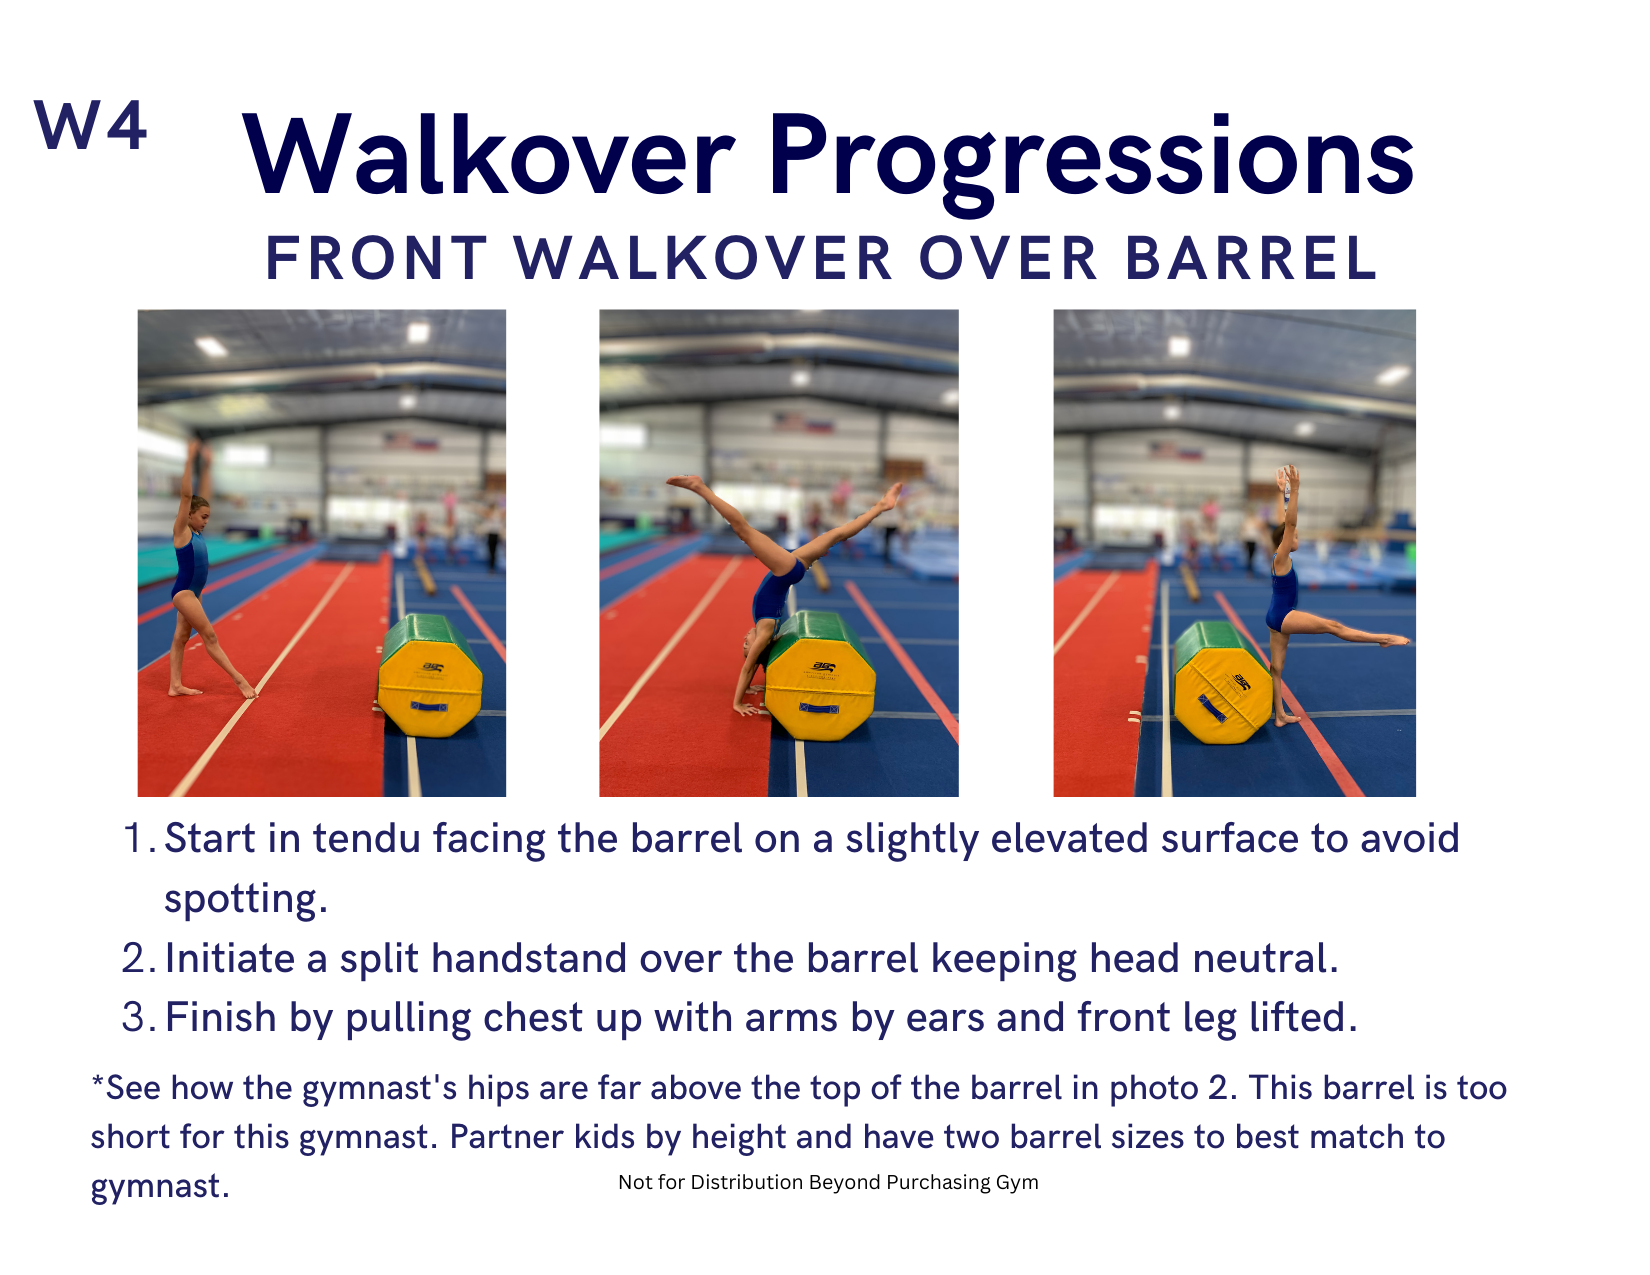 W4
Walkover Progressions
FRONT WALKOVER OVER BARREL
1. Start in tendu facing the barrel on a slightly elevated surface to avoid
spotting.
2. Initiate a split handstand over the barrel keeping head neutral.
3. Finish by pulling chest up with arms by ears and front leg lifted.
*See how the gymnast's hips are far above the top of the barrel in photo 2. This barrel is too
short for this gymnast. Partner kids by height and have two barrel sizes to best match to
gymnast.
Not for Distribution Beyond Purchasing Gym